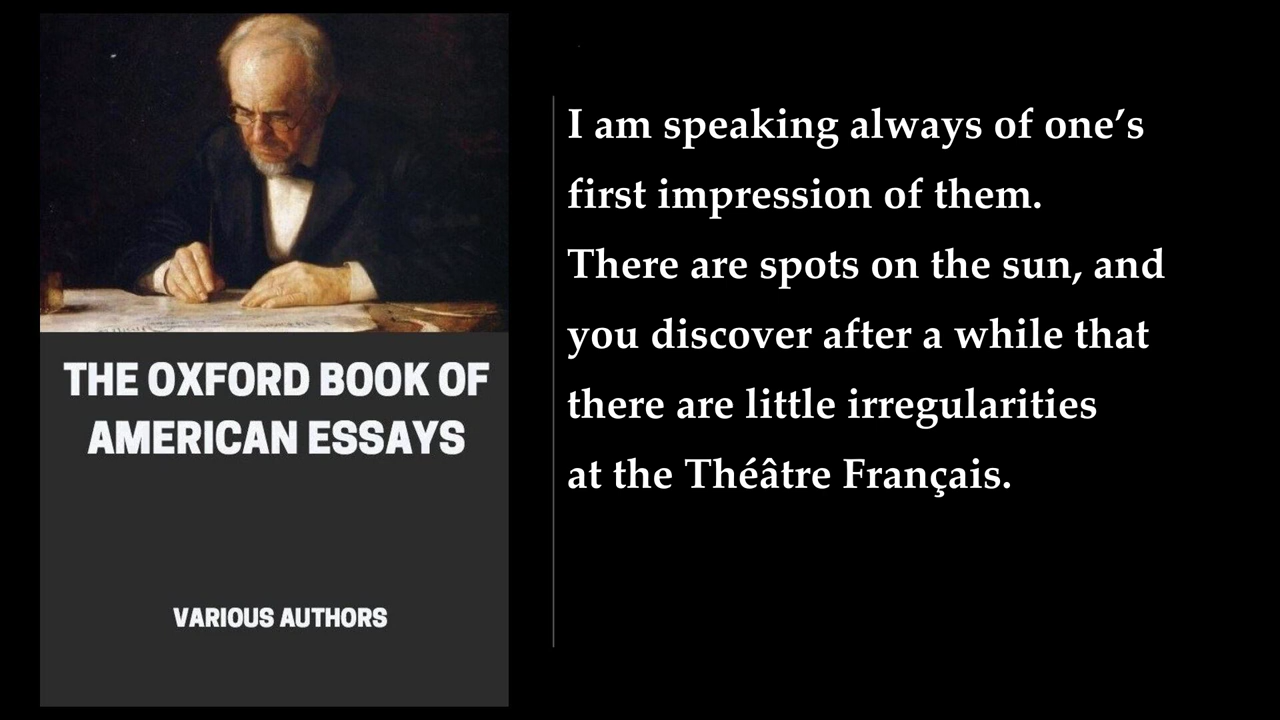 THE OXFORD BOOK OF
AMERICAN ESSAYS
VARIOUS AUTHORS
I am speaking always of one’s
first impression of them.
There are spots on the sun, and
you discover after a while that
there are little irregularities
at the Théâtre Français.